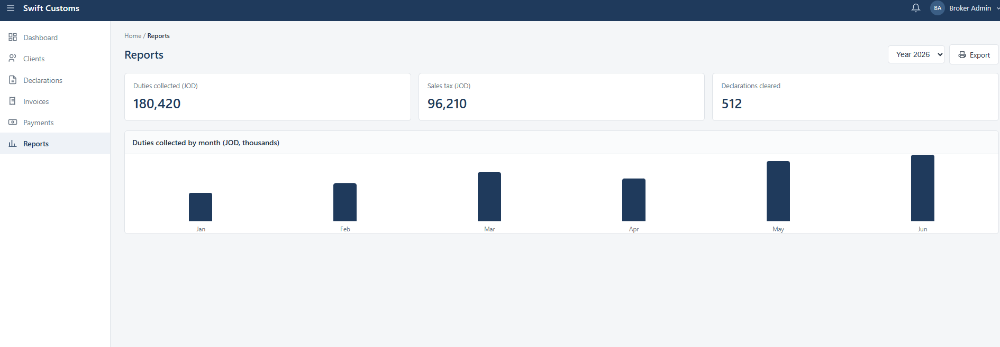 Swift Customs
BA Broker Admin
Dashboard
Clients
Declarations
Invoices
Payments
Reports
Home / Reports
Reports
Year 2026
Export
Duties collected (JOD)
180,420
Sales tax (JOD)
96,210
Declarations cleared
512
Duties collected by month (JOD, thousands)
Jan Feb Mar Apr May Jun